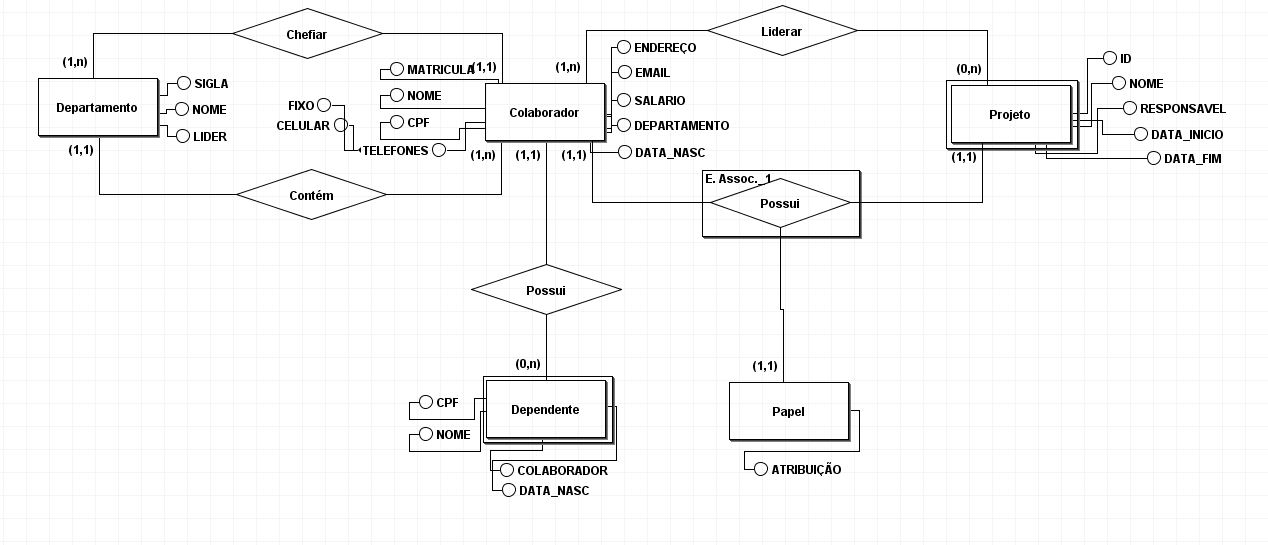 Chefiar
Liderar
(1,n)
(1,1)
(1,n)
(0,n)
Departamento
SIGLA
NOME
LIDER
(1,1)
MATRICULA
NOME
CPF
FIXO
CELULAR
TELEFONES
Colaborador
ENDEREÇO
EMAIL
SALARIO
DEPARTAMENTO
DATA_NASC
(1,n)
(1,1)
(1,1)
Projeto
ID
NOME
RESPONSAVEL
DATA_INICIO
DATA_FIM
(1,1)
Contém
E. Assoc._1
Possui
Possui
(0,n)
(1,1)
Dependente
CPF
NOME
COLABORADOR
DATA_NASC
Papel
ATRIBUIÇÃO